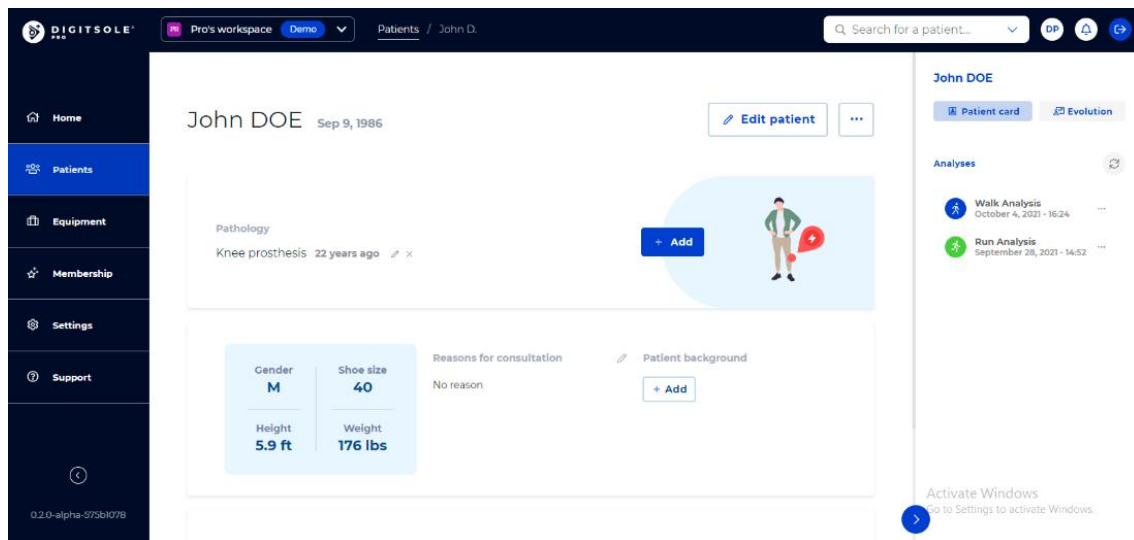 DIGITSOLE
PRO
PR Pro's workspace Demo
Patients / John D.
Search for a patient...
DP
Home
Patients
Equipment
Membership
Settings
Support
0.2.0-alpha-575b1078
John DOE Sep 9, 1986
Edit patient
...
Pathology
Knee prosthesis 22 years ago
+ Add
Gender
M
Shoe size
40
Height
5.9 ft
Weight
176 lbs
Reasons for consultation
No reason
Patient background
+ Add
John DOE
Patient card
Evolution
Analyses
Walk Analysis
October 4, 2021 - 16:24
...
Run Analysis
September 28, 2021 - 14:52
...
Activate Windows
Go to Settings to activate Windows.